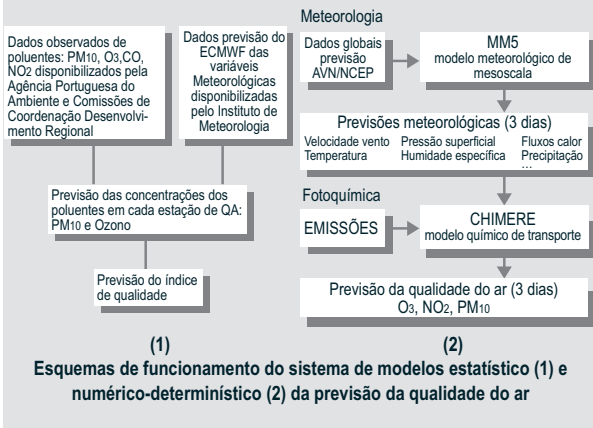 Dados observados de
poluentes: PM10, O3,CO,
NO2 disponibilizados pela
Agência Portuguesa do
Ambiente e Comissões de
Coordenação Desenvolvi-
mento Regional
Dados previsão do
ECMWF das
variáveis
Meteorológicas
disponibilizadas
pelo Instituto de
Meteorologia
Previsão das concentrações dos
poluentes em cada estação de QA:
PM10 e Ozono
Previsão do índice
de qualidade
(1)
Meteorologia
Dados globais
previsão
AVN/NCEP
MM5
modelo meteorológico de
mesoscala
Previsões meteorológicas (3 dias)
Velocidade vento Pressão superficial Fluxos calor
Temperatura Humidade específica Precipitação
...
Fotoquímica
EMISSÕES
CHIMERE
modelo químico de transporte
Previsão da qualidade do ar (3 dias)
O3, NO2, PM10
(2)
Esquemas de funcionamento do sistema de modelos estatístico (1) e
numérico-determinístico (2) da previsão da qualidade do ar